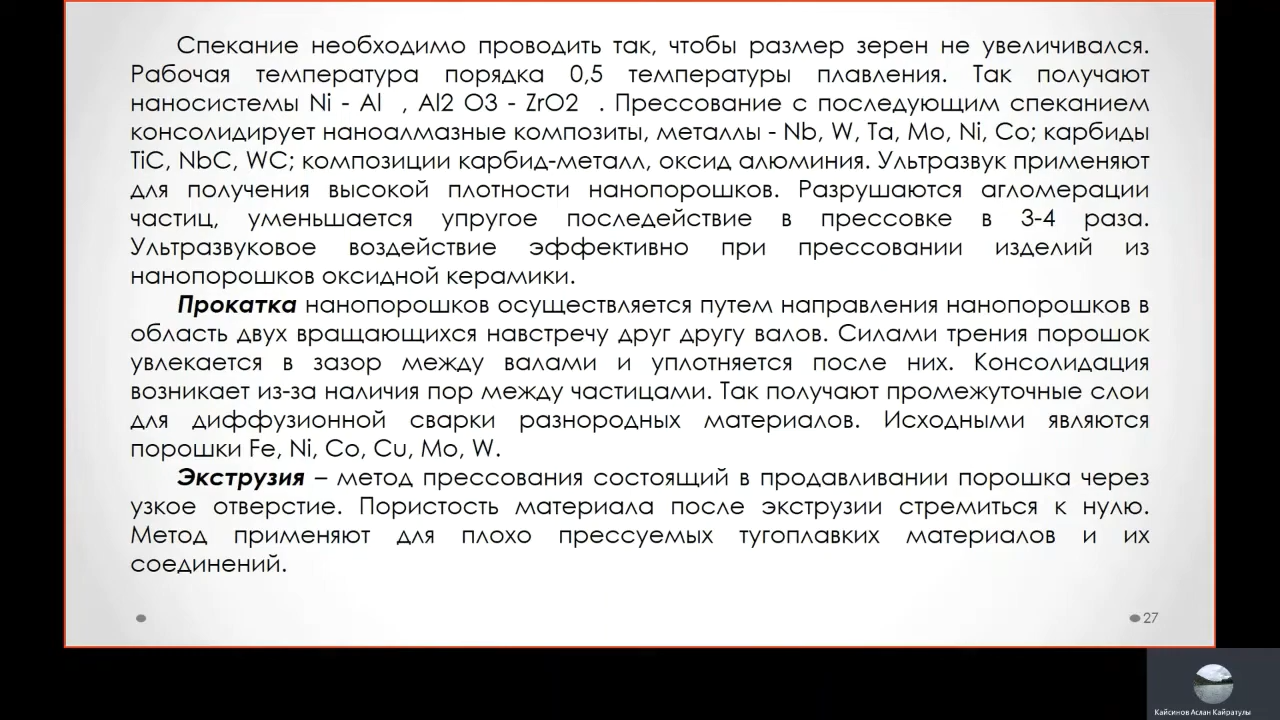 Спекание необходимо проводить так, чтобы размер зерен не увеличивался.
Рабочая температура порядка 0,5 температуры плавления. Так получают
наносистемы Ni - Al , Al2 O3 - ZrO2 . Прессование с последующим спеканием
консолидирует наноалмазные композиты, металлы - Nb, W, Ta, Mo, Ni, Co; карбиды
TiC, NbC, WC; композиции карбид-металл, оксид алюминия. Ультразвук применяют
для получения высокой плотности нанопорошков. Разрушаются агломерации
частиц, уменьшается упругое последействие в прессовке в 3-4 раза.
Ультразвуковое воздействие эффективно при прессовании изделий из
нанопорошков оксидной керамики.
Прокатка нанопорошков осуществляется путем направления нанопорошков в
область двух вращающихся навстречу друг другу валов. Силами трения порошок
увлекается в зазор между валами и уплотняется после них. Консолидация
возникает из-за наличия пор между частицами. Так получают промежуточные слои
для диффузионной сварки разнородных материалов. Исходными являются
порошки Fe, Ni, Co, Cu, Mo, W.
Экструзия – метод прессования состоящий в продавливании порошка через
узкое отверстие. Пористость материала после экструзии стремиться к нулю.
Метод применяют для плохо прессуемых тугоплавких материалов и их
соединений.
27
Кайсинов Аслан Кайратулы